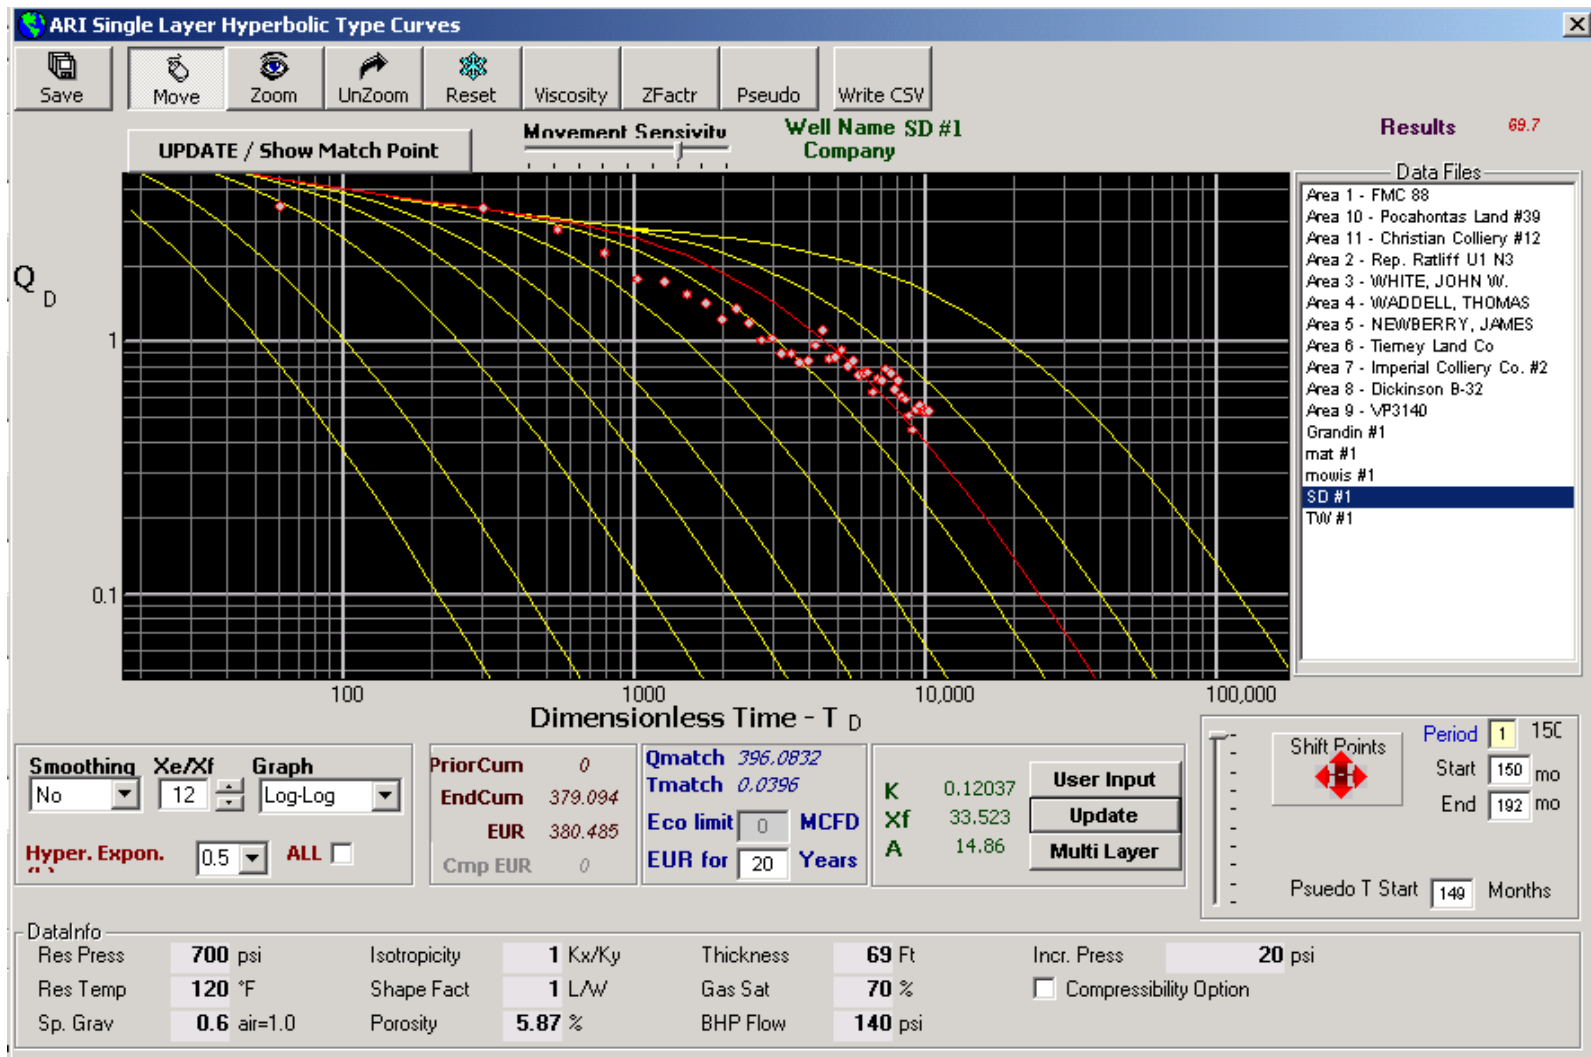 ARI Single Layer Hyperbolic Type Curves
Save Move Zoom UnZoom Reset Viscosity ZFactr Pseudo Write CSV
UPDATE / Show Match Point
Movement Sensivity
Well Name SD #1
Company
Results 69.7
Data Files
Area 1 - FMC 88
Area 10 - Pocahontas Land #39
Area 11 - Christian Colliery #12
Area 2 - Rep. Ratliff U1 N3
Area 3 - WHITE, JOHN W.
Area 4 - WADDELL, THOMAS
Area 5 - NEWBERRY, JAMES
Area 6 - Tierney Land Co
Area 7 - Imperial Colliery Co. #2
Area 8 - Dickinson B-32
Area 9 - VP3140
Grandin #1
mat #1
mowis #1
SD #1
TW #1
Q D
1
0.1
100 1000 10,000 100,000
Dimensionless Time - T D
Smoothing Xe/Xf Graph
No 12 Log-Log
Hyper. Expon. 0.5 ALL
PriorCum 0
EndCum 379.094
EUR 380.485
Cmp EUR 0
Qmatch 396.0832
Tmatch 0.0396
Eco limit 0 MCFD
EUR for 20 Years
K 0.12037
Xf 33.523
A 14.86
User Input
Update
Multi Layer
Shift Points
Period 1 150
Start 150 mo
End 192 mo
Psuedo T Start 149 Months
DataInfo
Res Press 700 psi Isotropicity 1 Kx/Ky Thickness 69 Ft Incr. Press 20 psi
Res Temp 120 °F Shape Fact 1 L/W Gas Sat 70 % Compressibility Option
Sp. Grav 0.6 air=1.0 Porosity 5.87 % BHP Flow 140 psi